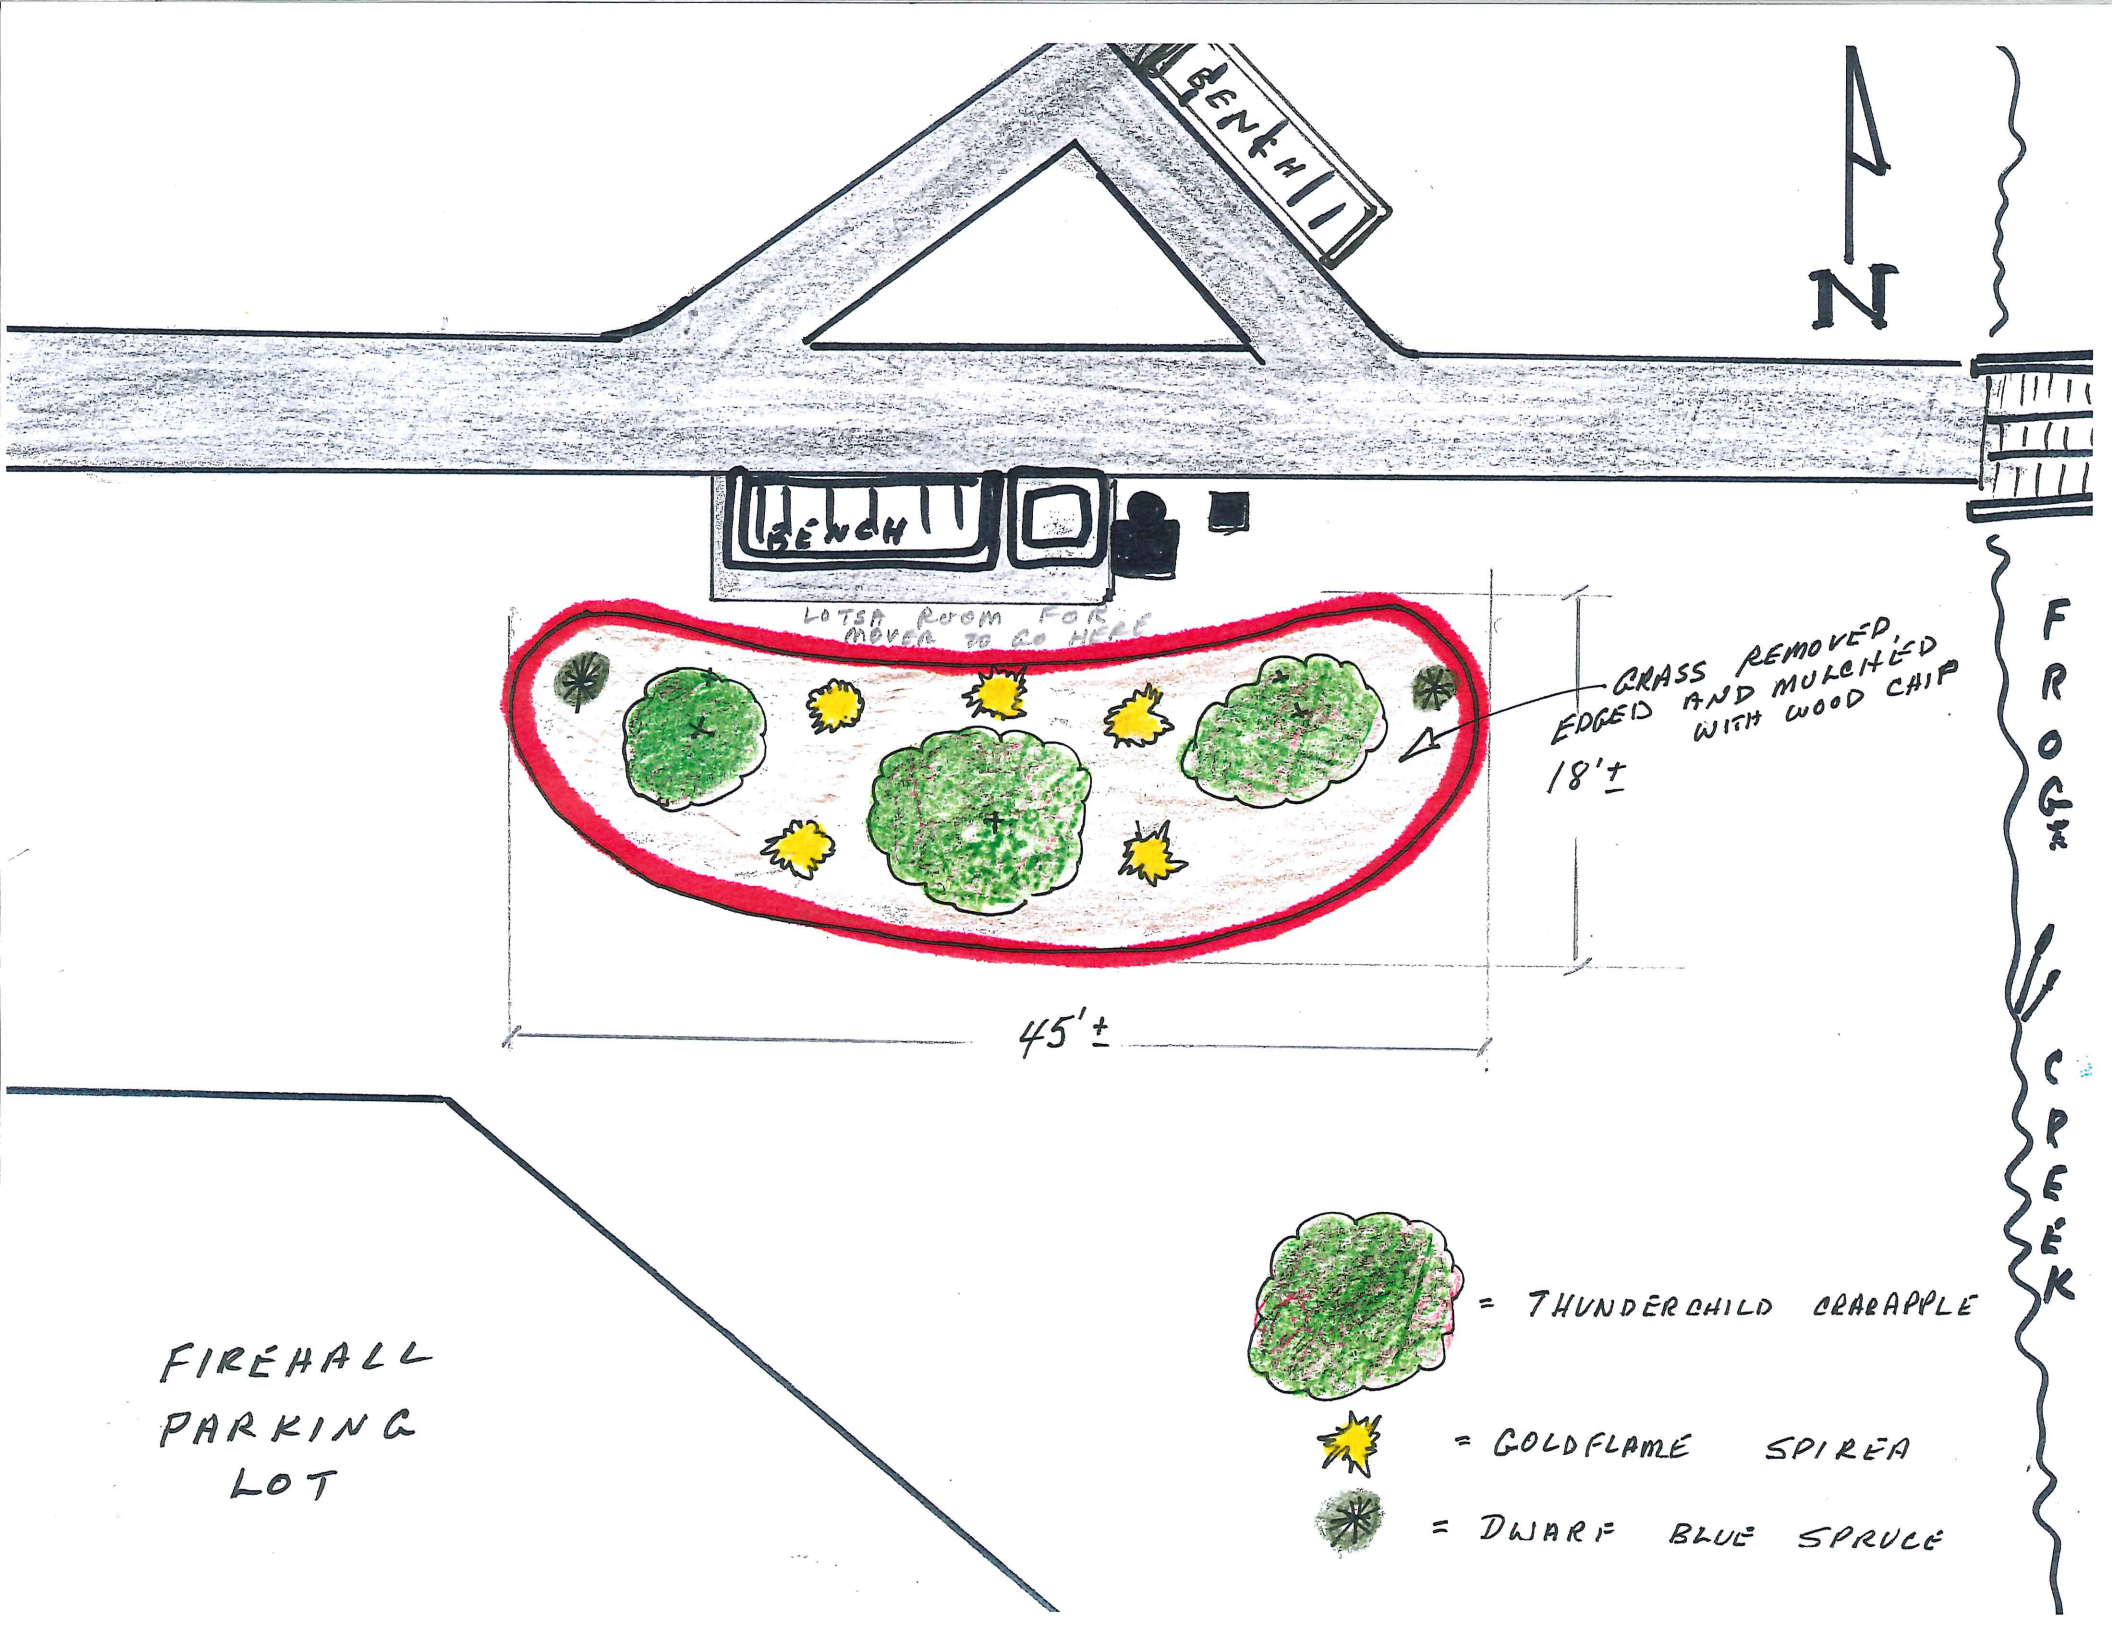 BENCH
N
BENCH
LOTSA ROOM FOR
MOVER TO GO HERE
GRASS REMOVED,
EDGED AND MULCHED
WITH WOOD CHIP
18'±
45'±
FROG
CREEK
FIREHALL
PARKING
LOT
= THUNDERCHILD CRABAPPLE
= GOLDFLAME SPIREA
= DWARF BLUE SPRUCE